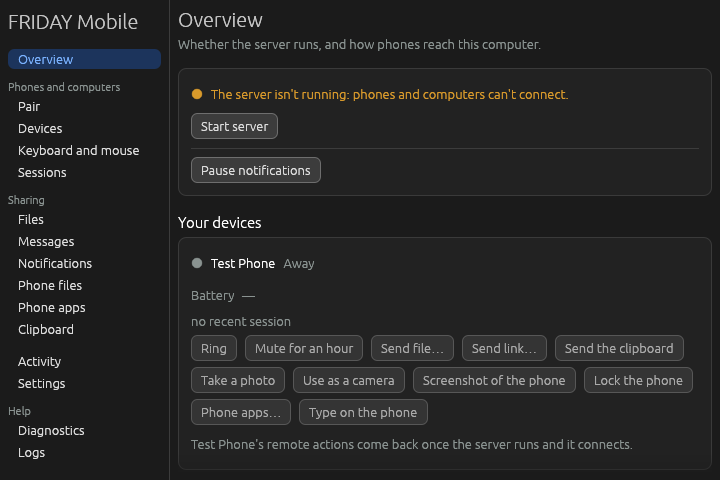 FRIDAY Mobile
Overview
Phones and computers
Pair
Devices
Keyboard and mouse
Sessions
Sharing
Files
Messages
Notifications
Phone files
Phone apps
Clipboard
Activity
Settings
Help
Diagnostics
Logs
Overview
Whether the server runs, and how phones reach this computer.
The server isn't running: phones and computers can't connect.
Start server
Pause notifications
Your devices
Test Phone Away
Battery —
no recent session
Ring Mute for an hour Send file… Send link… Send the clipboard
Take a photo Use as a camera Screenshot of the phone Lock the phone
Phone apps… Type on the phone
Test Phone's remote actions come back once the server runs and it connects.